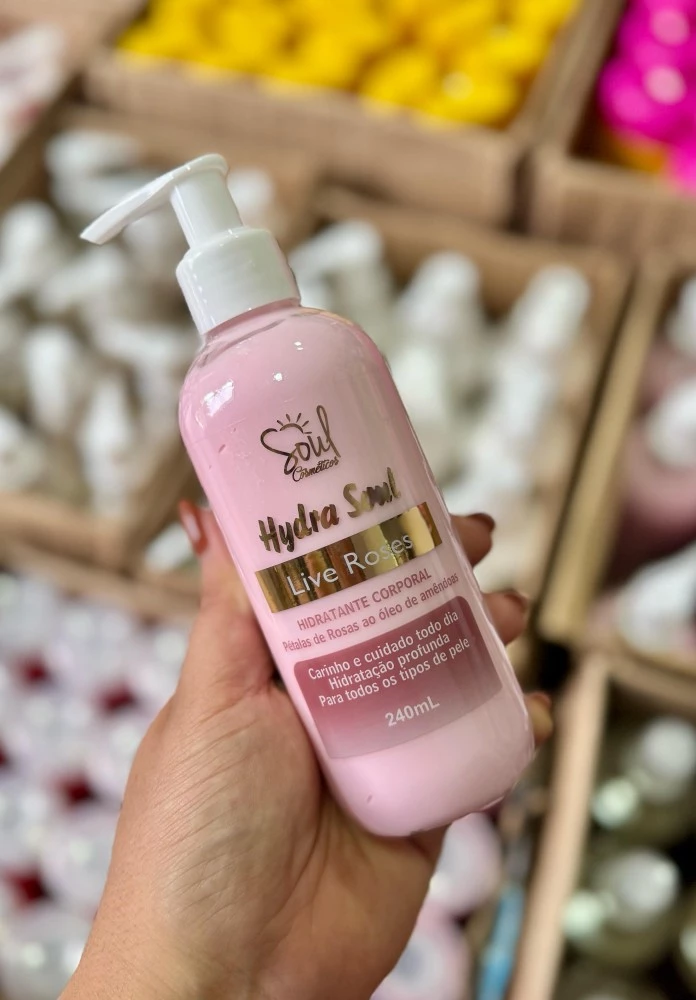 Soul
Cosméticos
Hydra Soul
Live Roses
HIDRATANTE CORPORAL
Pétalas de Rosas ao óleo de amêndoas
Carinho e cuidado todo dia
Hidratação profunda
Para todos os tipos de pele
240mL